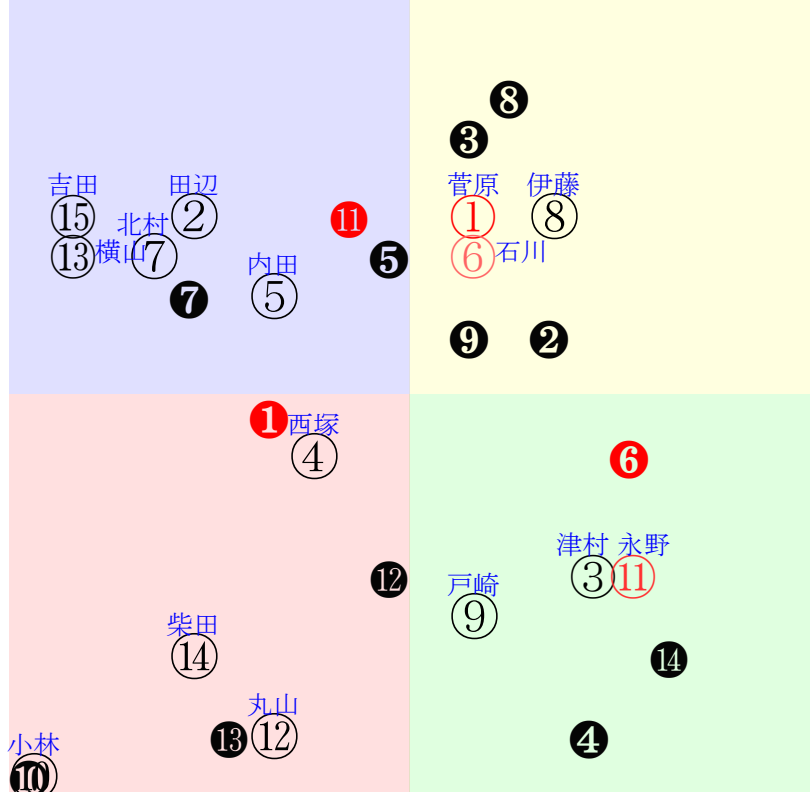 ❽
❸
吉田 田辺 菅原 伊藤
⑮ ② ⓫ ① ⑧
北村
⑬ 横山 ⑦ ❺ ⑥ 石川
内田
❼ ⑤
❾ ❷
❶ 西塚
④ ❻
津村 永野
⓬ ③ ⑪
戸崎
⑨
柴田
⑭ ⓮
丸山
⓭ ⑫ ❹
小林
❿ ⑩